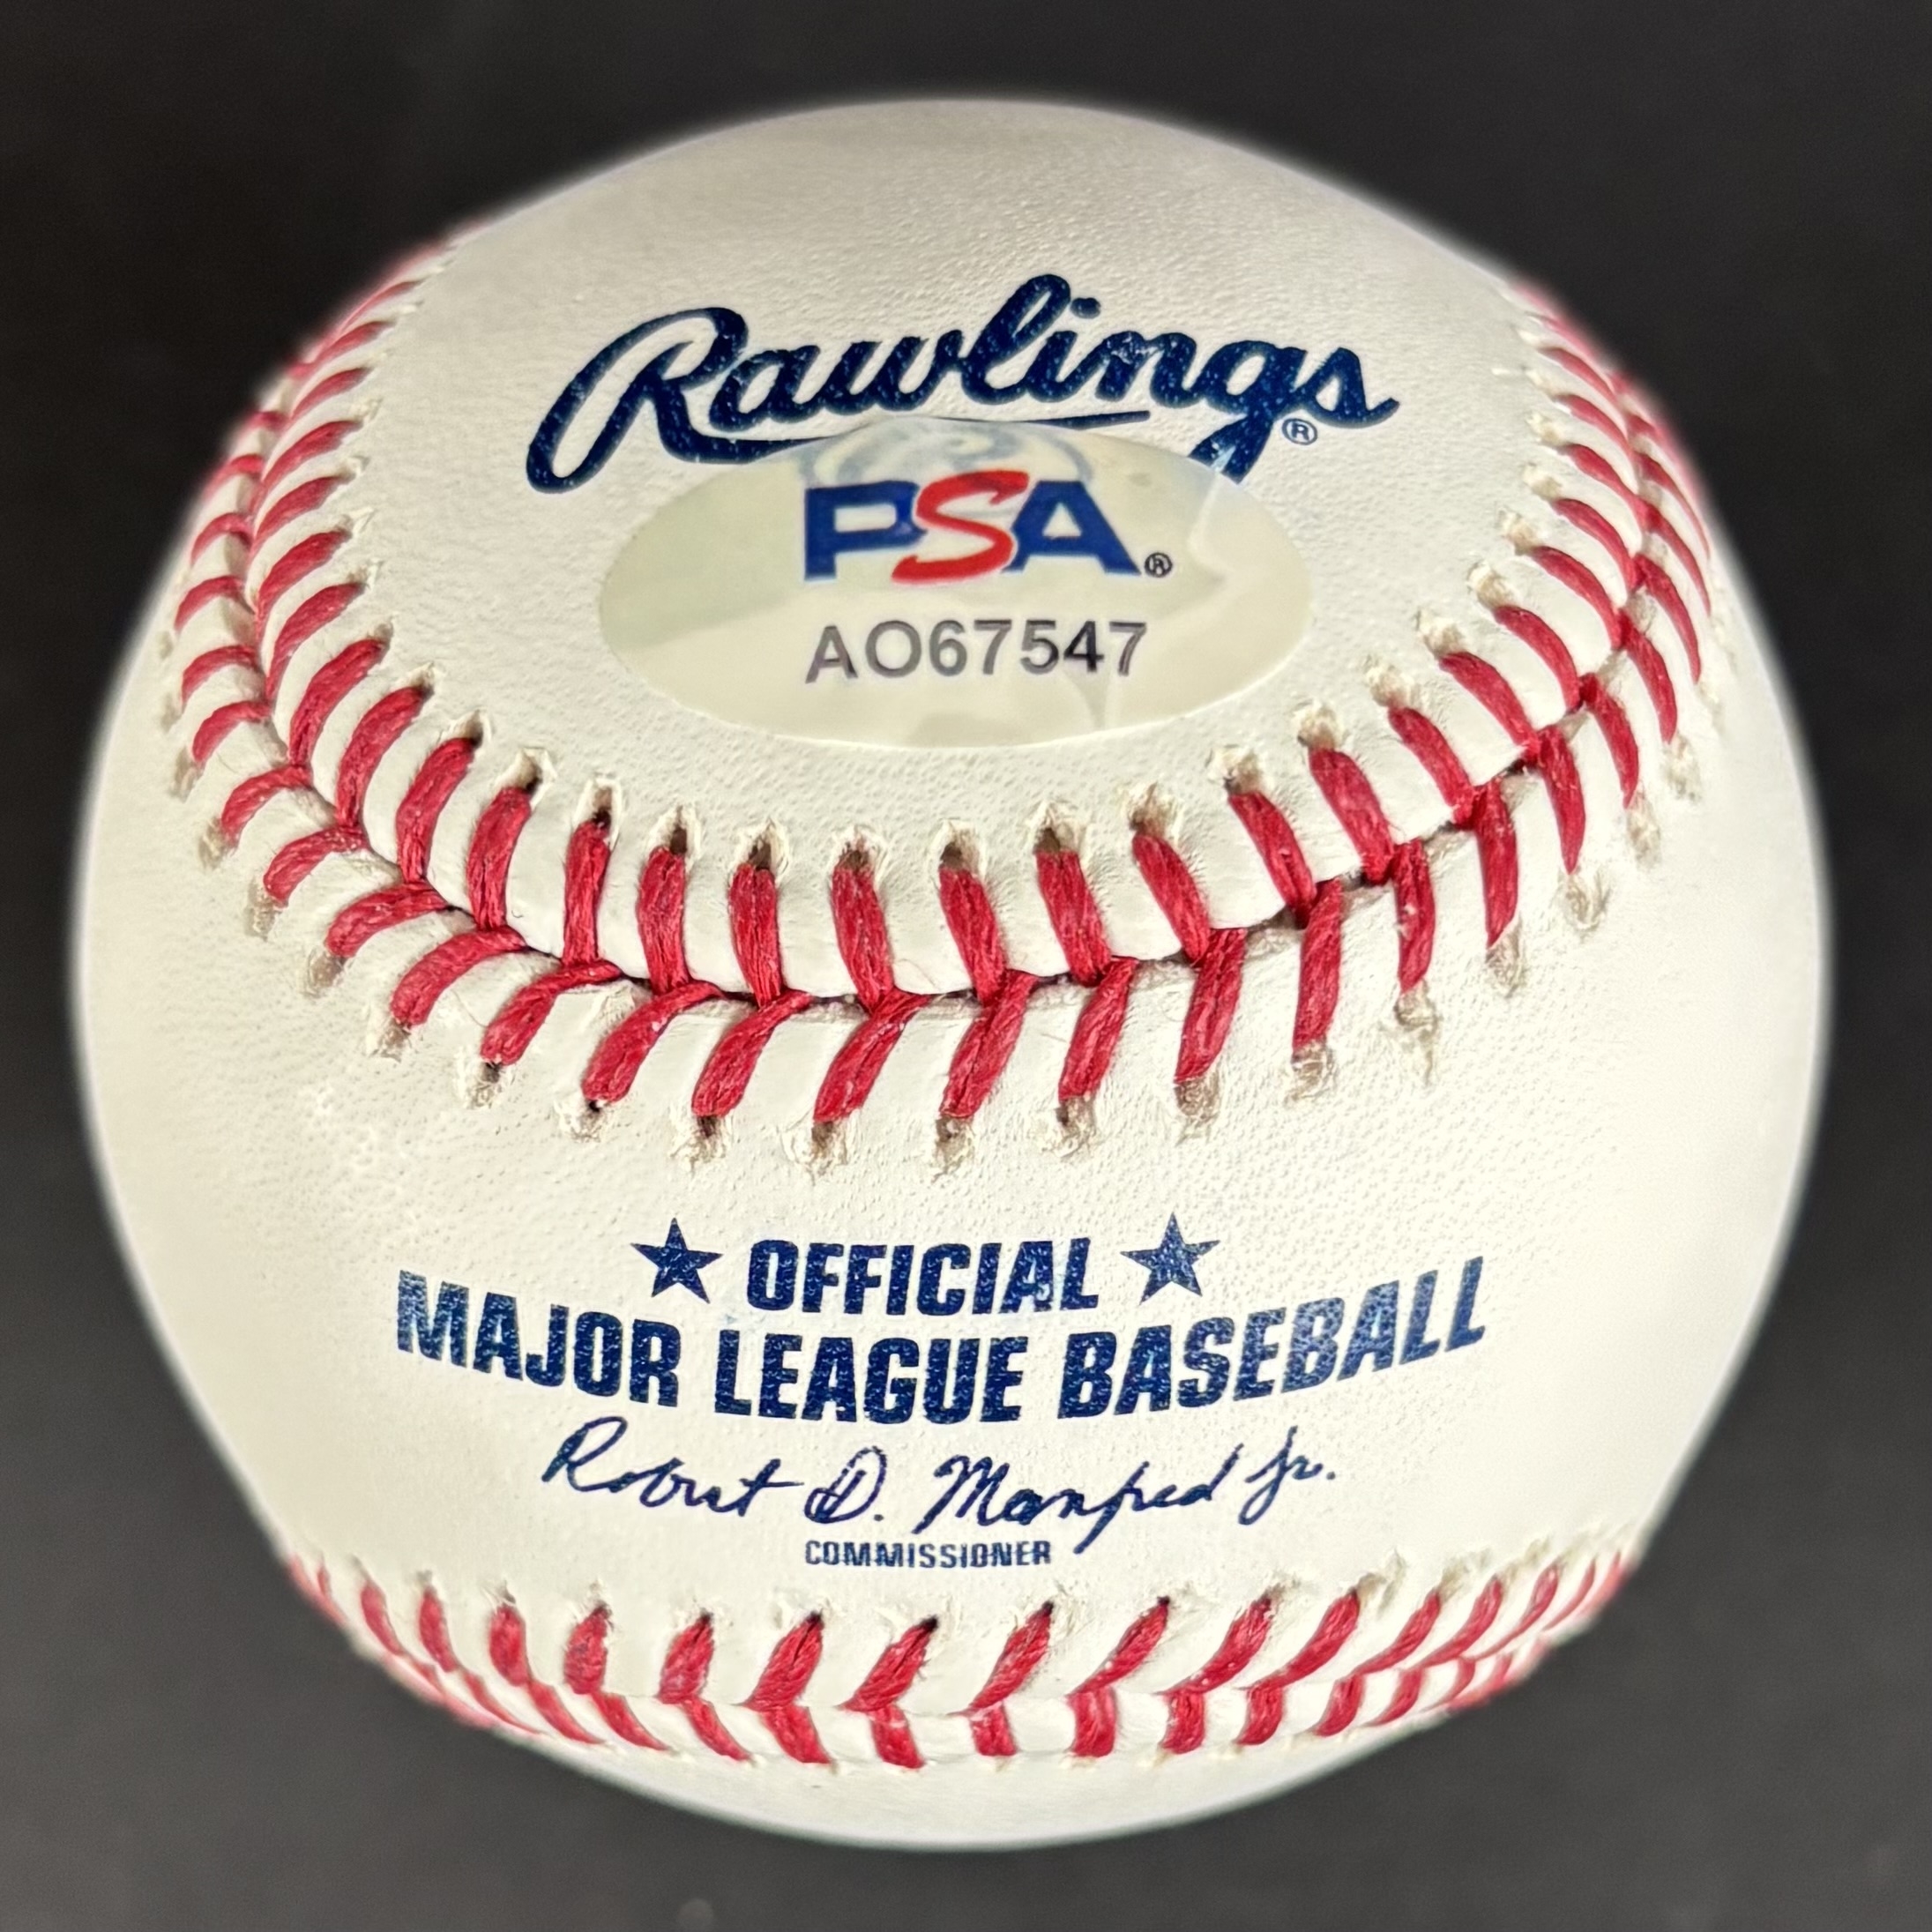 Rawlings®
PSA®
AO67547
★ OFFICIAL ★
MAJOR LEAGUE BASEBALL
Robert D. Manfred Jr.
COMMISSIONER